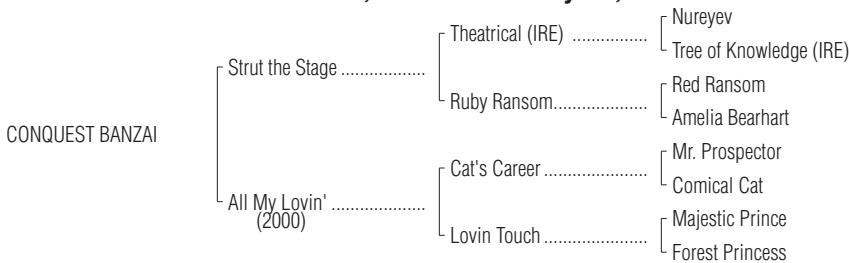 Nureyev
Theatrical (IRE) ................
Tree of Knowledge (IRE)
Strut the Stage ..................
Red Ransom
Ruby Ransom....................
Amelia Bearhart
CONQUEST BANZAI
Mr. Prospector
Cat's Career ......................
Comical Cat
All My Lovin' ....................
(2000)
Majestic Prince
Lovin Touch ......................
Forest Princess